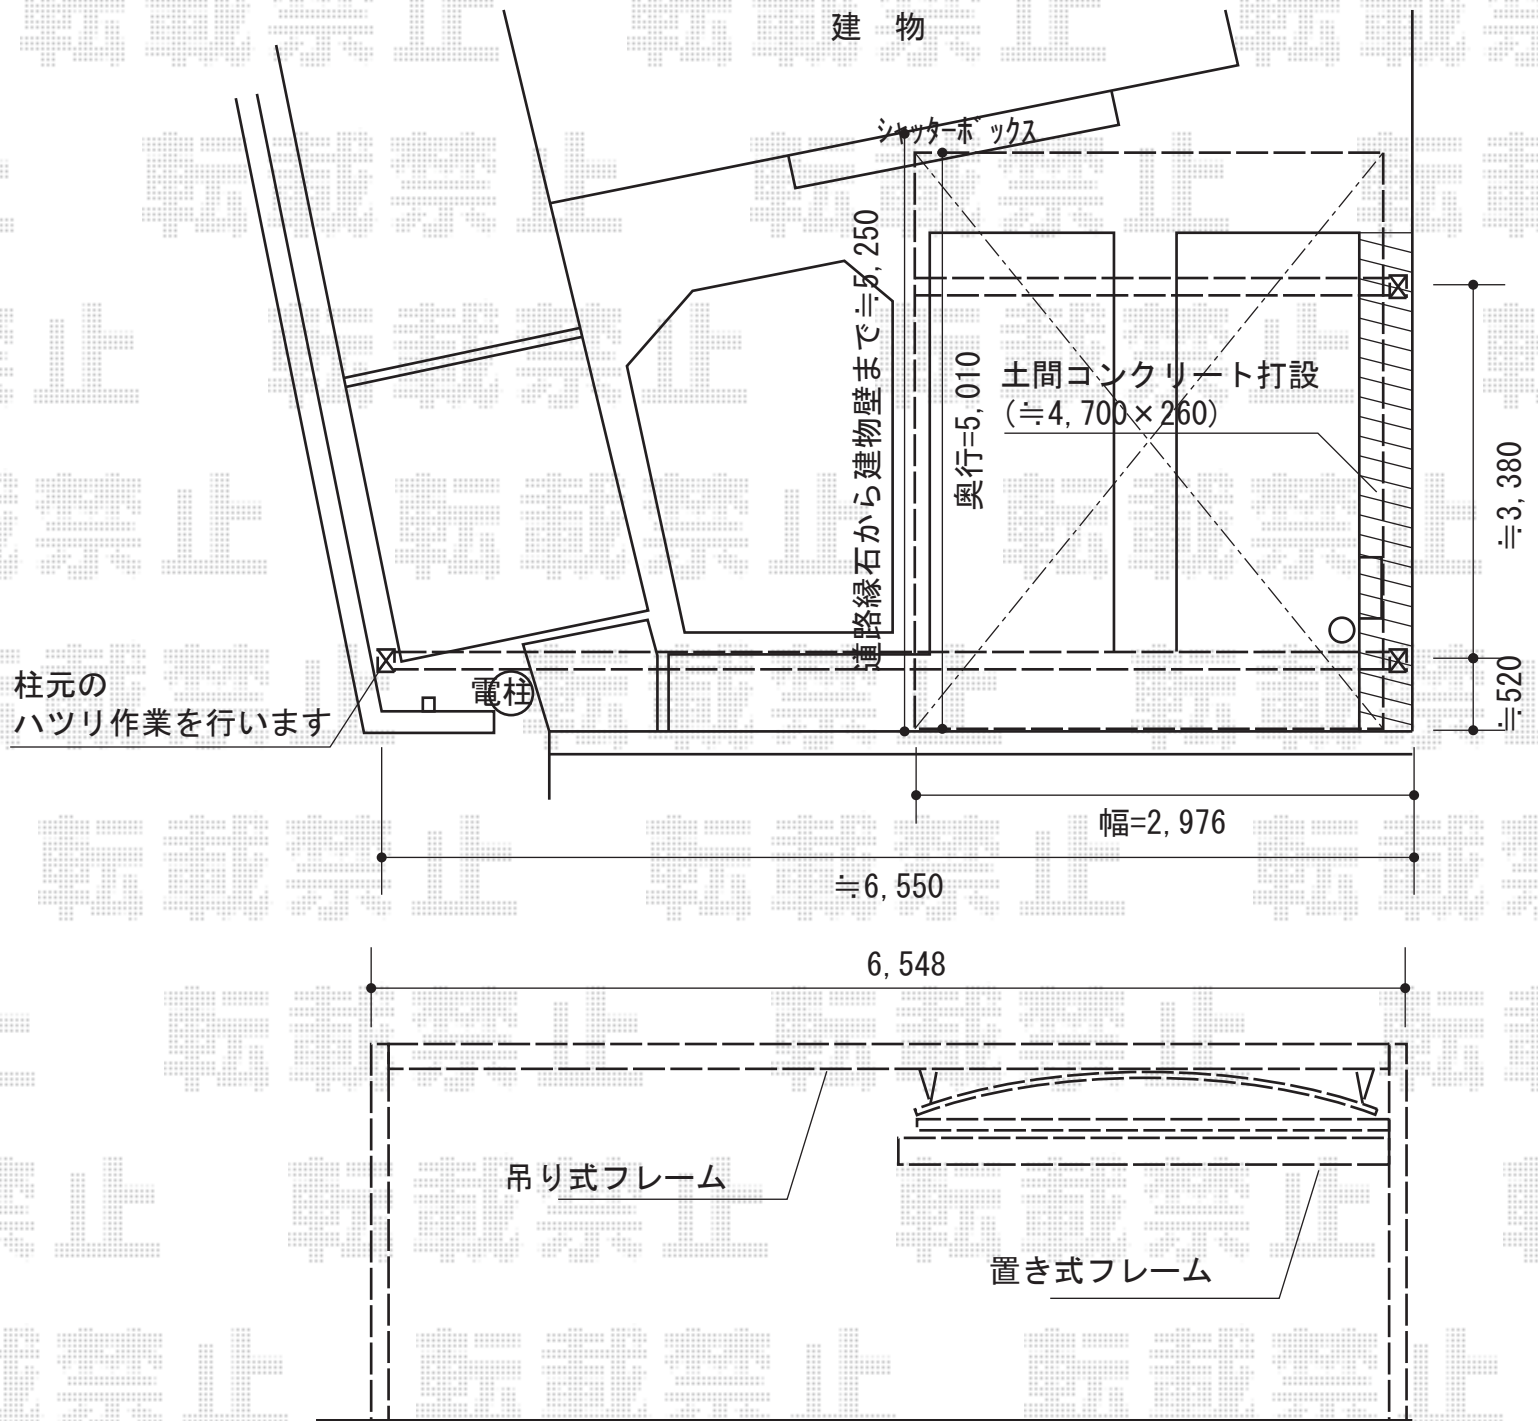 建 物
シャッターボックス
道路縁石から建物壁まで≒5,250
奥行=5,010
土間コンクリート打設
(≒4,700×260)
≒3,380
≒520
柱元の
ハツリ作業を行います
電柱
幅=2,976
≒6,550
6,548
吊り式フレーム
置き式フレーム
転載禁止